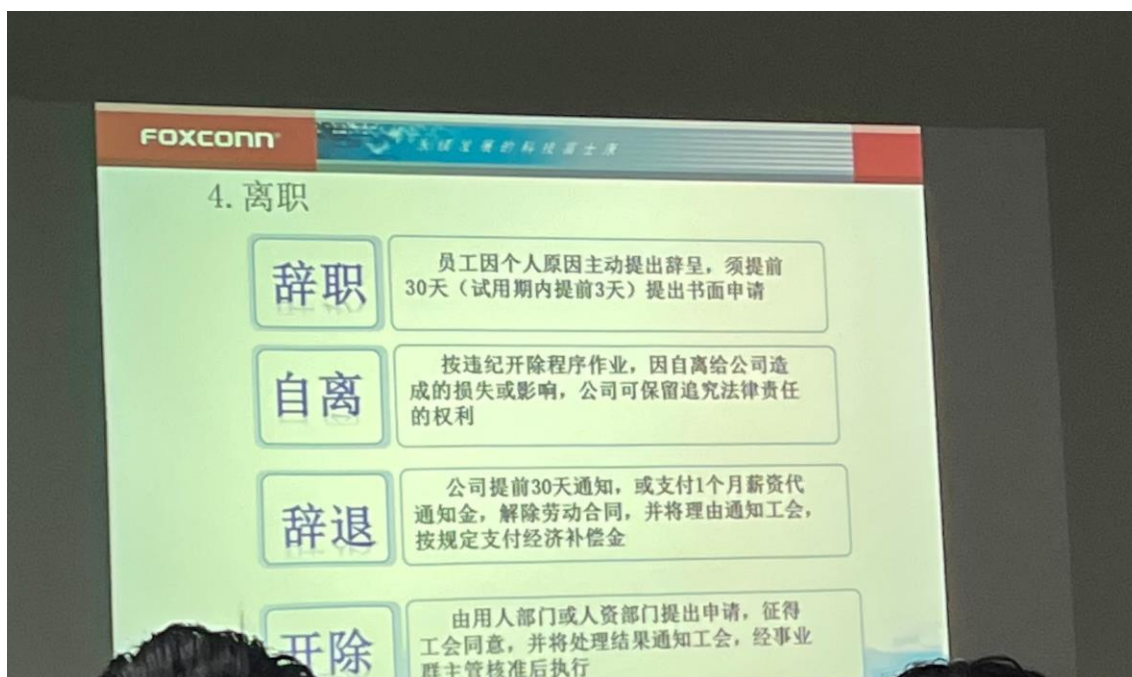 FOXCONN
发展的科技富士康
4.离职
辞职
员工因个人原因主动提出辞呈，须提前
30天（试用期内提前3天）提出书面申请
自离
按违纪开除程序作业，因自离给公司造
成的损失或影响，公司可保留追究法律责任
的权利
辞退
公司提前30天通知，或支付1个月薪资代
通知金，解除劳动合同，并将理由通知工会，
按规定支付经济补偿金
开除
由用人部门或人资部门提出申请，征得
工会同意，并将处理结果通知工会，经事业
群主管核准后执行